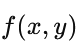 f(x, y)